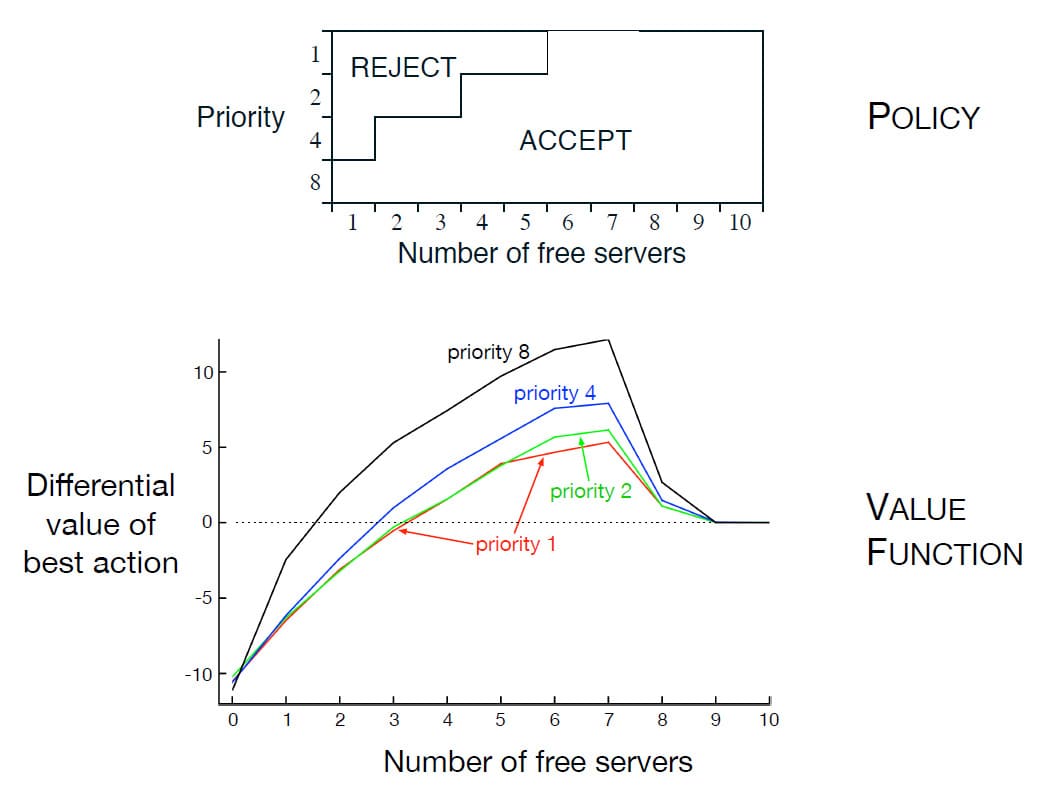 1
REJECT
2
Priority
POLICY
4
ACCEPT
8
1 2 3 4 5 6 7 8 9 10
Number of free servers
priority 8
10
priority 4
5
priority 2
Differential
value of
best action
VALUE
FUNCTION
0
priority 1
-5
-10
0 1 2 3 4 5 6 7 8 9 10
Number of free servers